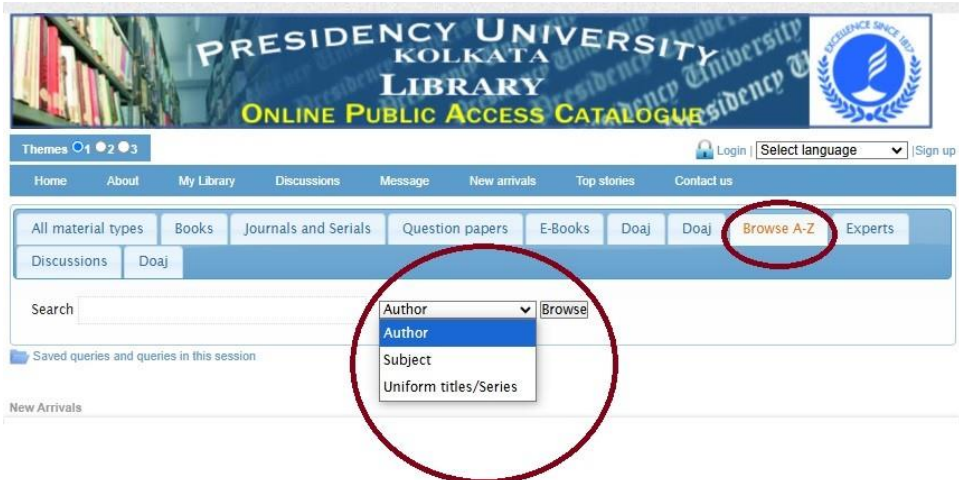 PRESIDENCY UNIVERSITY
KOLKATA
LIBRARY
ONLINE PUBLIC ACCESS CATALOGUE
EXCELLENCE SINCE 1817
Themes 1 2 3
Login | Select language |Sign up
Home About My Library Discussions Message New arrivals Top stories Contact us
All material types Books Journals and Serials Question papers E-Books Doaj Doaj Browse A-Z Experts
Discussions Doaj
Search Author Browse
Author
Subject
Uniform titles/Series
Saved queries and queries in this session
New Arrivals